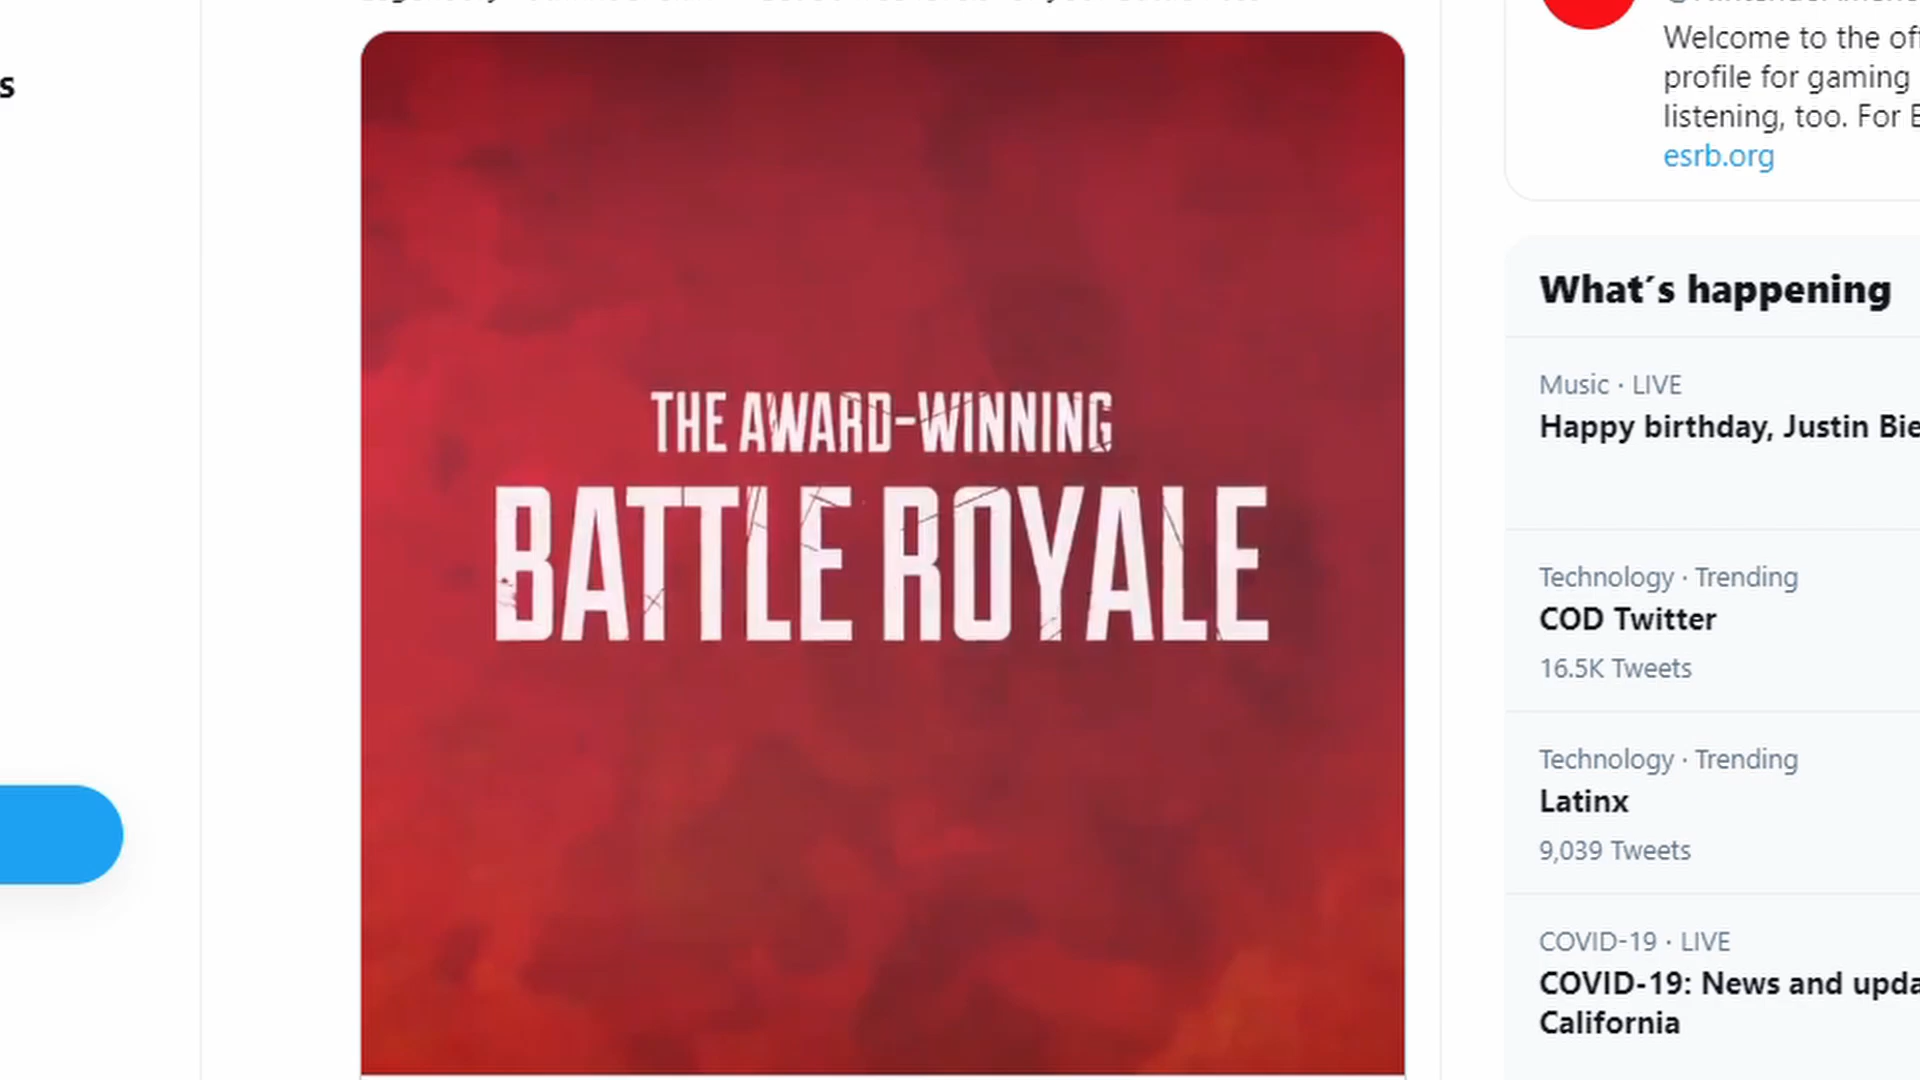 s
THE AWARD-WINNING
BATTLE ROYALE
Welcome to the off
profile for gaming
listening, too. For E
esrb.org
What´s happening
Music · LIVE
Happy birthday, Justin Bie
Technology · Trending
COD Twitter
16.5K Tweets
Technology · Trending
Latinx
9,039 Tweets
COVID-19 · LIVE
COVID-19: News and upda
California